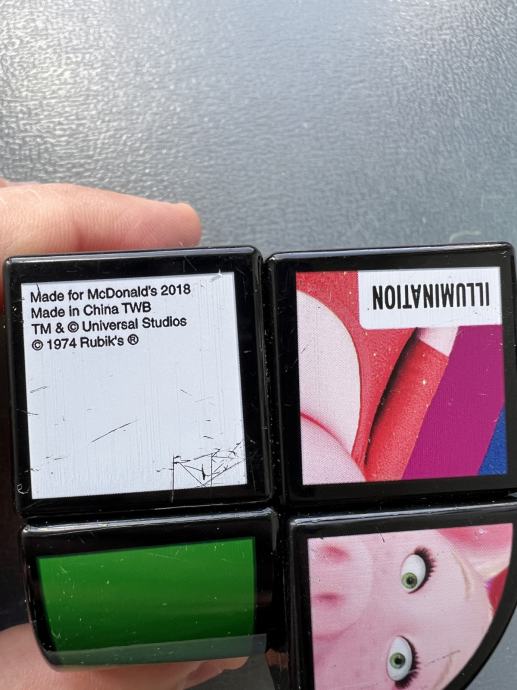 Made for McDonald's 2018
Made in China TWB
TM & © Universal Studios
© 1974 Rubik's ®
ILLUMINATION